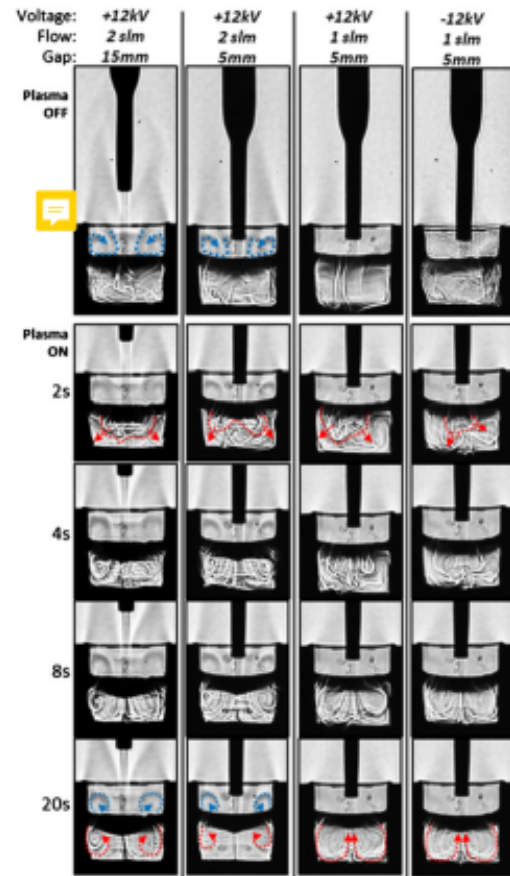 Voltage: +12kV +12kV +12kV -12kV
Flow: 2 slm 2 slm 1 slm 1 slm
Gap: 15mm 5mm 5mm 5mm
Plasma
OFF
Plasma
ON
2s
4s
8s
20s